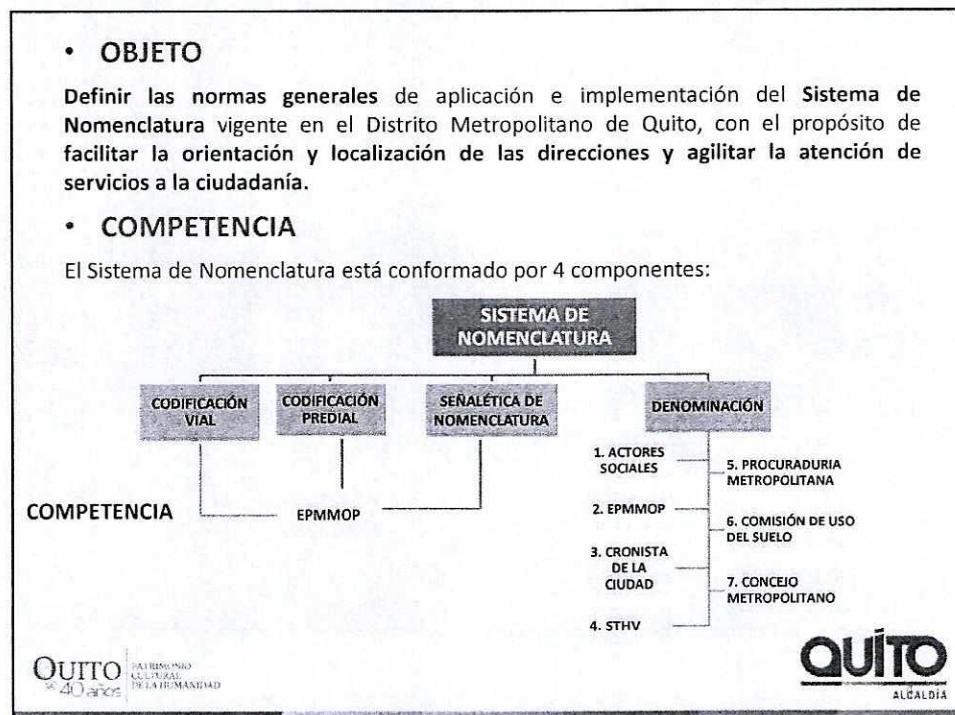 • OBJETO
Definir las normas generales de aplicación e implementación del Sistema de
Nomenclatura vigente en el Distrito Metropolitano de Quito, con el propósito de
facilitar la orientación y localización de las direcciones y agilitar la atención de
servicios a la ciudadanía.
• COMPETENCIA
El Sistema de Nomenclatura está conformado por 4 componentes:
SISTEMA DE
NOMENCLATURA
CODIFICACIÓN
VIAL
CODIFICACIÓN
PREDIAL
SEÑALÉTICA DE
NOMENCLATURA
DENOMINACIÓN
COMPETENCIA
EPMMOP
1. ACTORES
SOCIALES
2. EPMMOP
3. CRONISTA
DE LA
CIUDAD
4. STHV
5. PROCURADURIA
METROPOLITANA
6. COMISIÓN DE USO
DEL SUELO
7. CONCEJO
METROPOLITANO
QUITO
40 años
PATRIMONIO
CULTURAL
DE LA HUMANIDAD
QUITO
ALCALDÍA